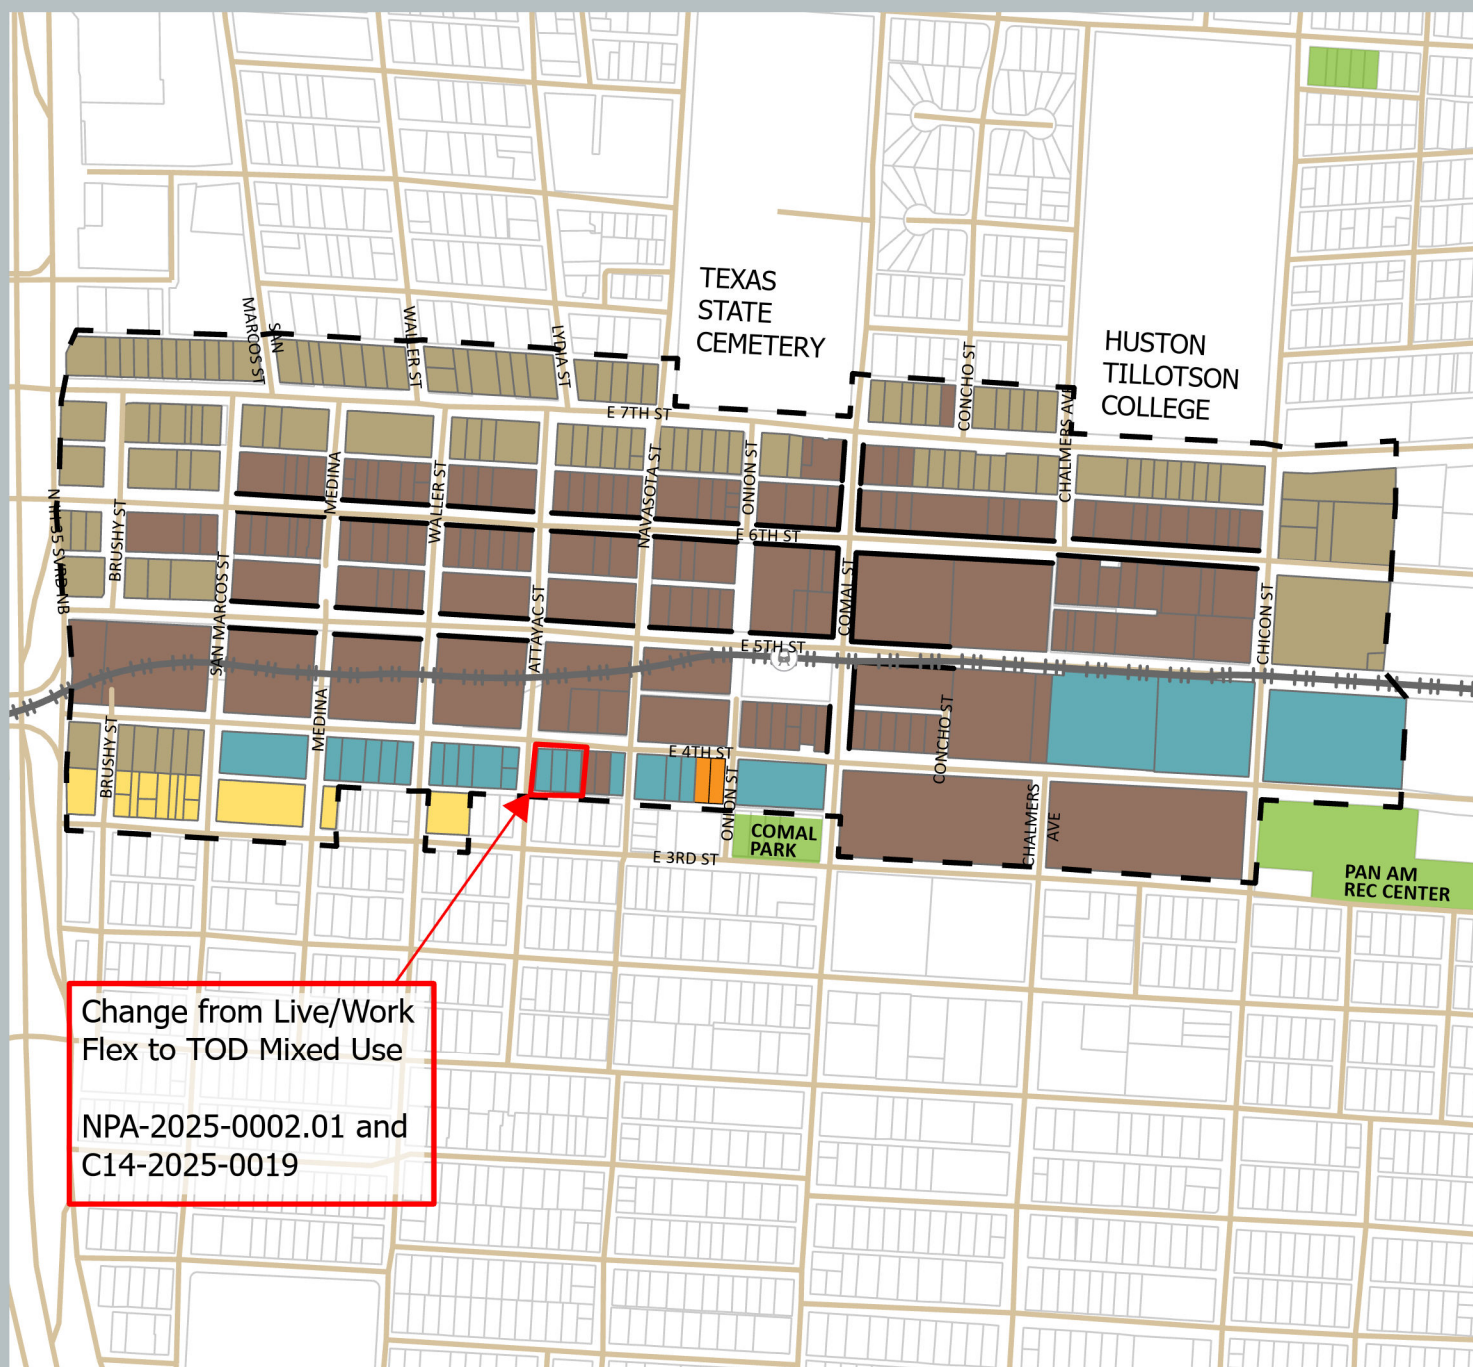 TEXAS
STATE
CEMETERY
HUSTON
TILLOTSON
COLLEGE
SAN
MARCOS ST
WALLER ST
LYDIA ST
CONCHO ST
CHALMERS AVE
E 7TH ST
N IH 35 SVRD NB
BRUSHY ST
MEDINA
WALLER ST
NAVASOTA ST
ONION ST
E 6TH ST
SAN MARCOS ST
ATTAYAC ST
COMAL ST
CHICON ST
E 5TH ST
BRUSHY ST
MEDINA
E 4TH ST
ONION ST
CONCHO ST
CHALMERS
AVE
COMAL
PARK
E 3RD ST
PAN AM
REC CENTER
Change from Live/Work
Flex to TOD Mixed Use
NPA-2025-0002.01 and
C14-2025-0019